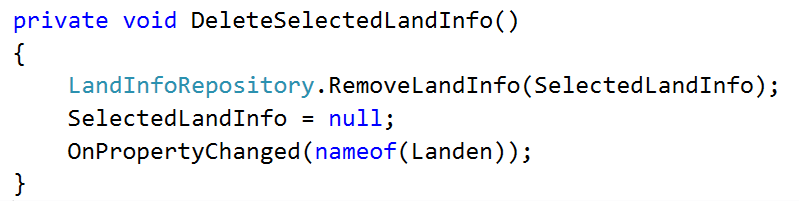 private void DeleteSelectedLandInfo()
{
    LandInfoRepository.RemoveLandInfo(SelectedLandInfo);
    SelectedLandInfo = null;
    OnPropertyChanged(nameof(Landen));
}